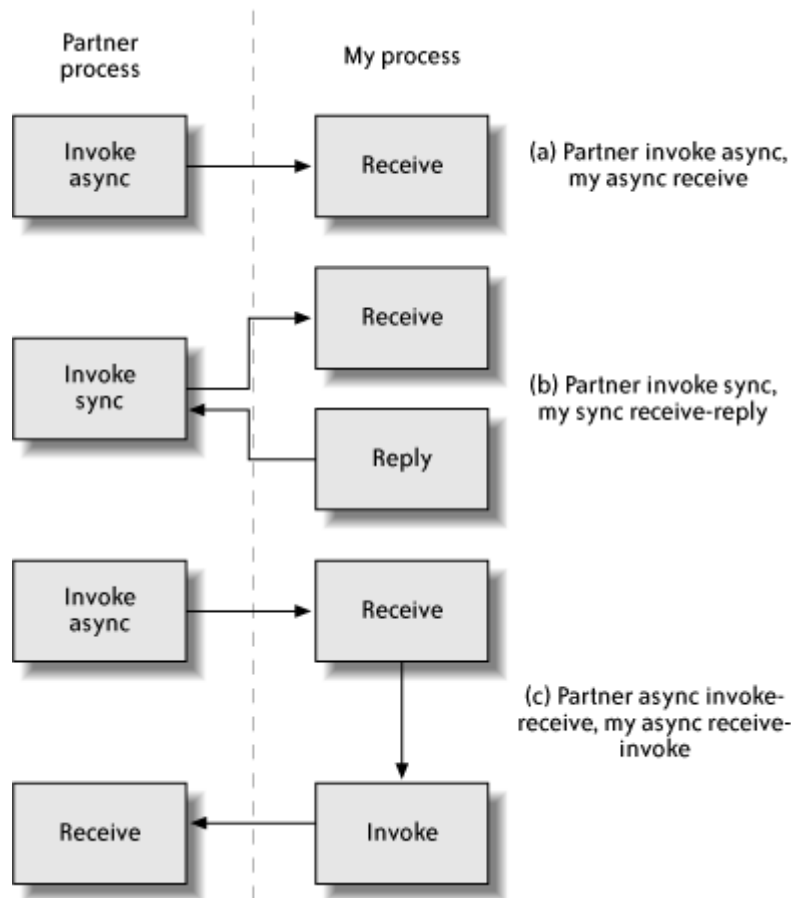 Partner
process
My process
Invoke
async
Receive
(a) Partner invoke async,
my async receive
Receive
Invoke
sync
(b) Partner invoke sync,
my sync receive-reply
Reply
Invoke
async
Receive
(c) Partner async invoke-
receive, my async receive-
invoke
Receive
Invoke